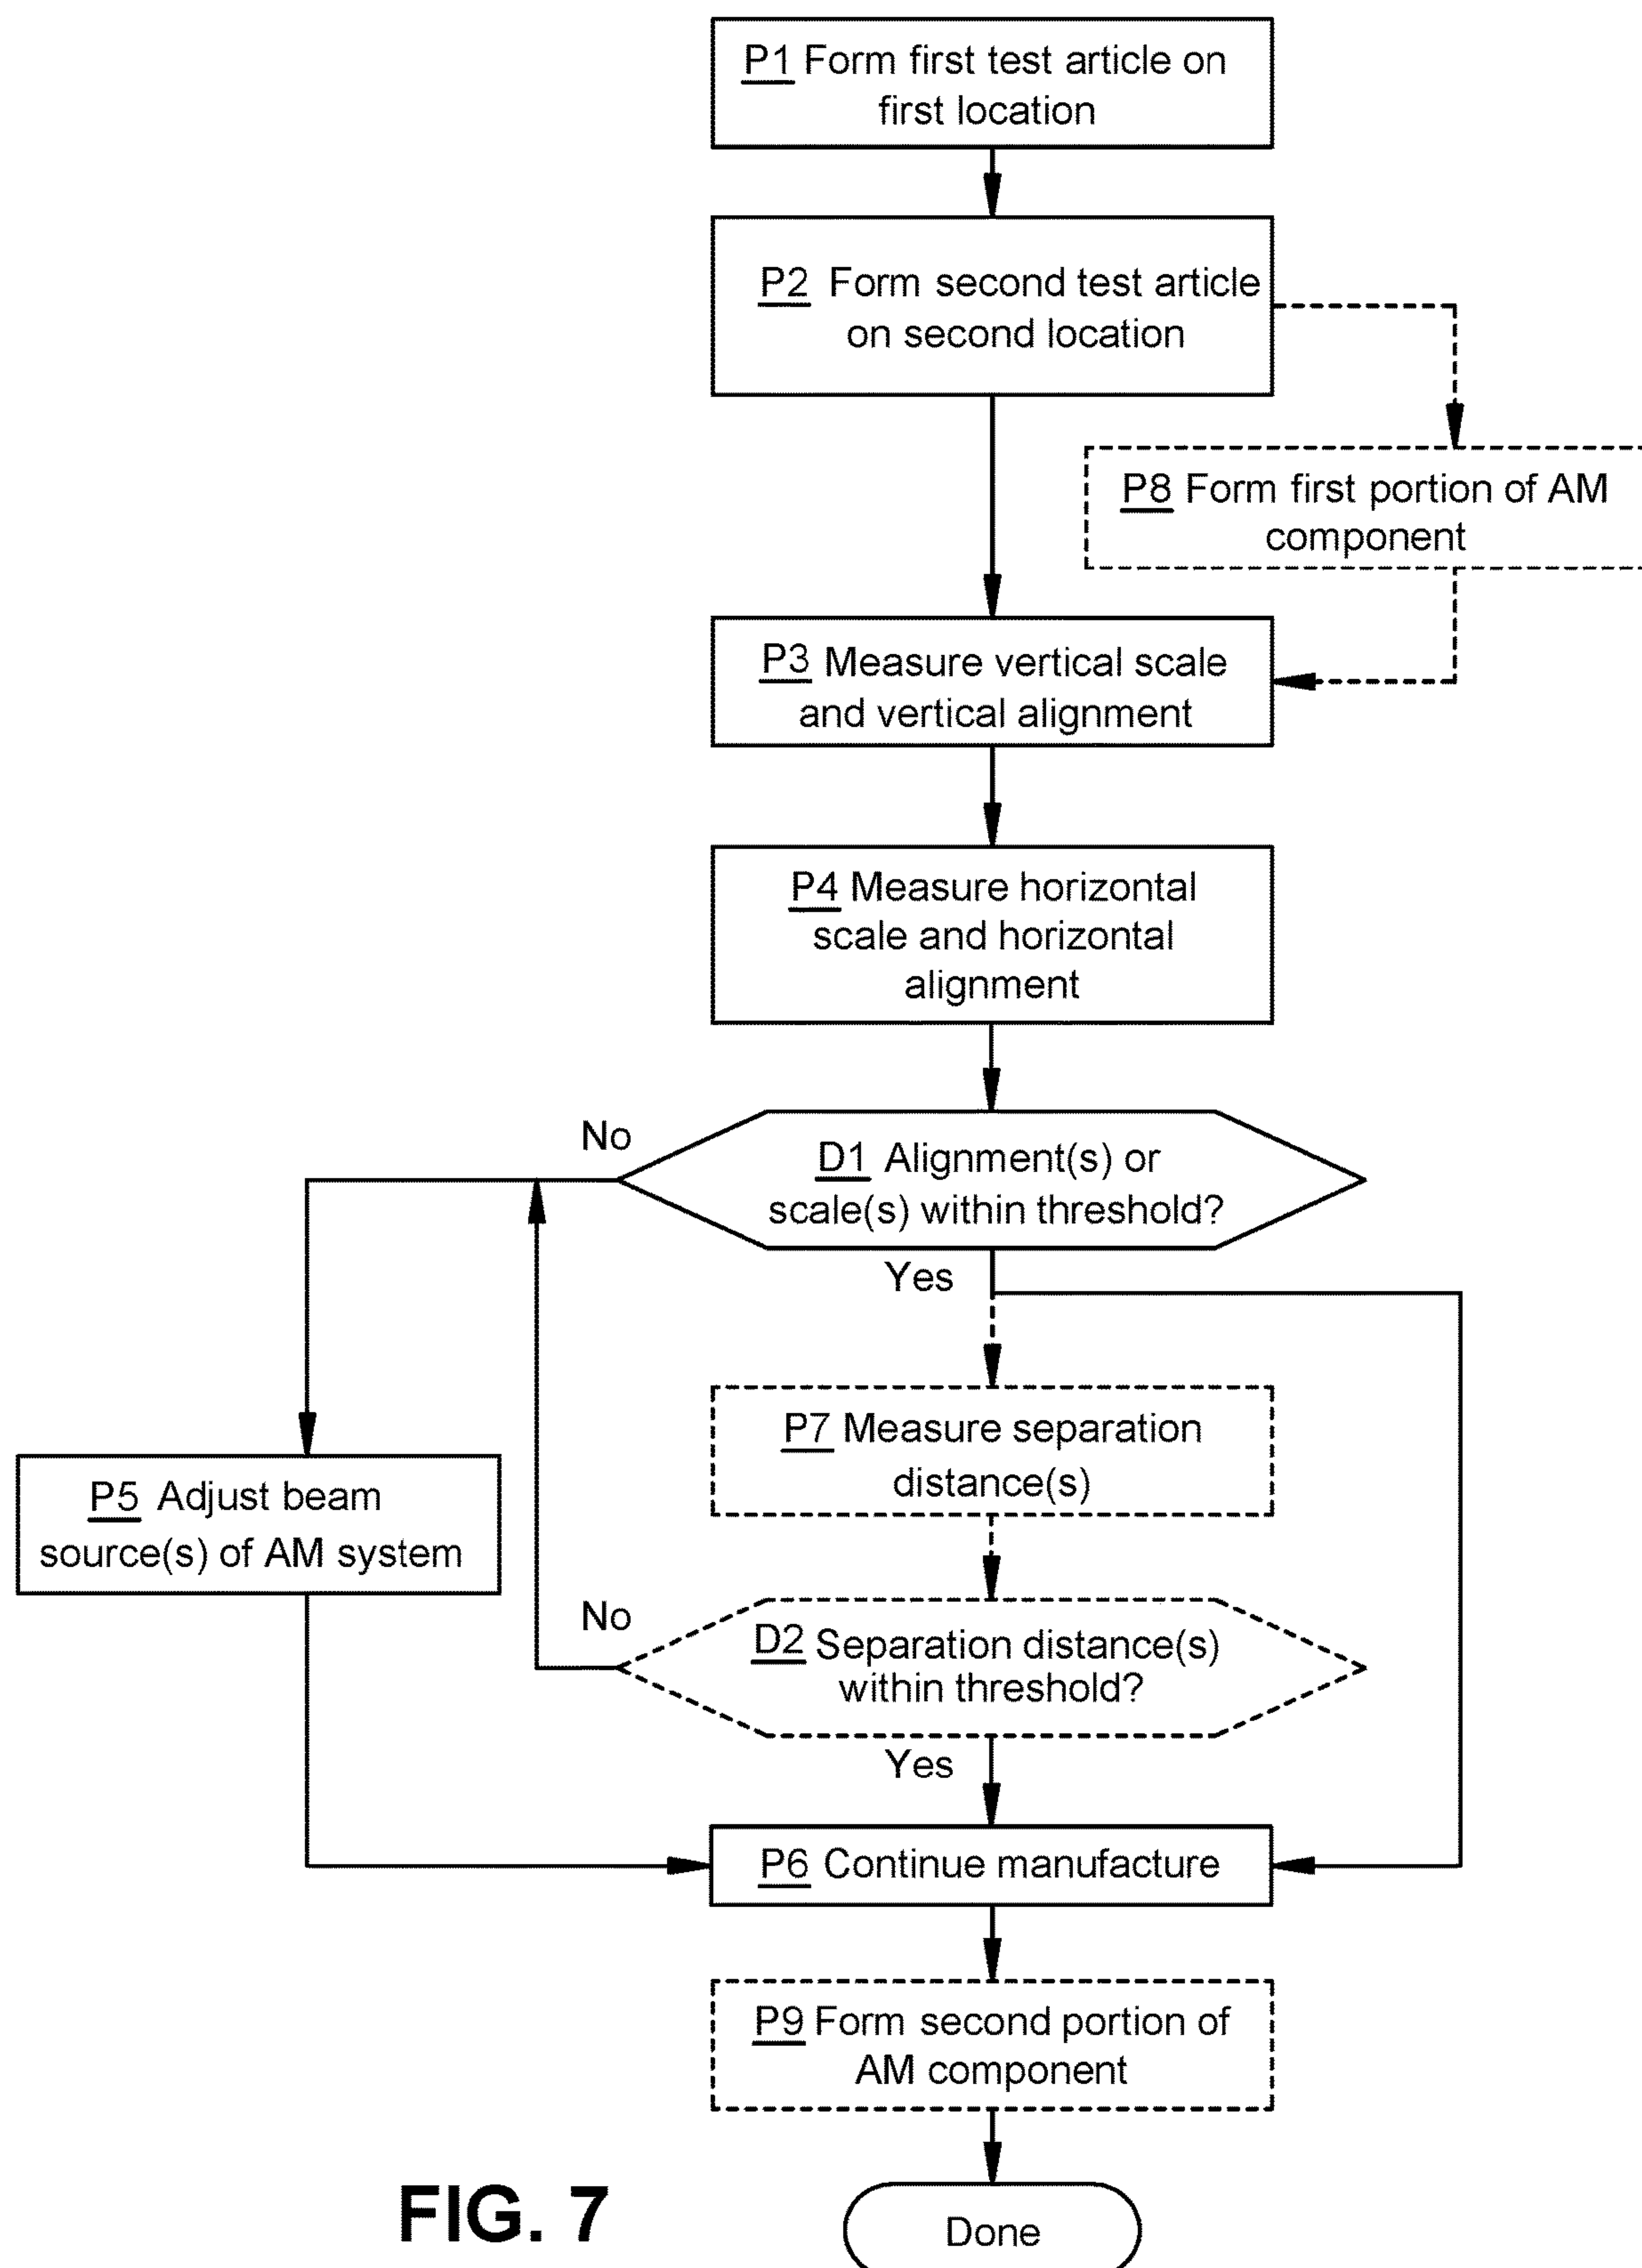 P1 Form first test article on
first location
P2 Form second test article
on second location
P8 Form first portion of AM
component
P3 Measure vertical scale
and vertical alignment
P4 Measure horizontal
scale and horizontal
alignment
No
D1 Alignment(s) or
scale(s) within threshold?
Yes
P7 Measure separation
distance(s)
P5 Adjust beam
source(s) of AM system
No
D2 Separation distance(s)
within threshold?
Yes
P6 Continue manufacture
P9 Form second portion of
AM component
FIG. 7
Done